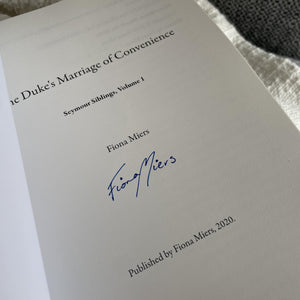 he Duke's Marriage of Convenience
Seymour Siblings, Volume 1
Fiona Miers
Fiona Miers
Published by Fiona Miers, 2020.